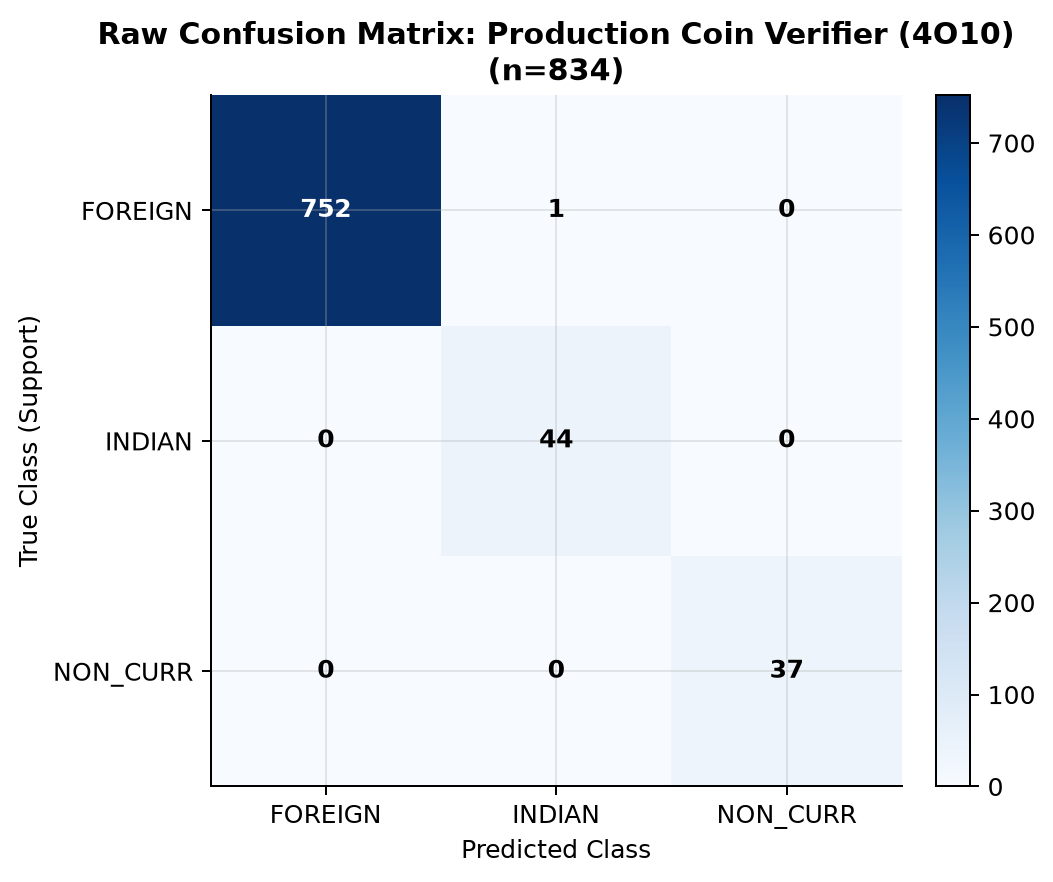 Raw Confusion Matrix: Production Coin Verifier (4O10)
(n=834)
FOREIGN 752 1 0
INDIAN 0 44 0
NON_CURR 0 0 37
FOREIGN INDIAN NON_CURR
Predicted Class
True Class (Support)
700
600
500
400
300
200
100
0